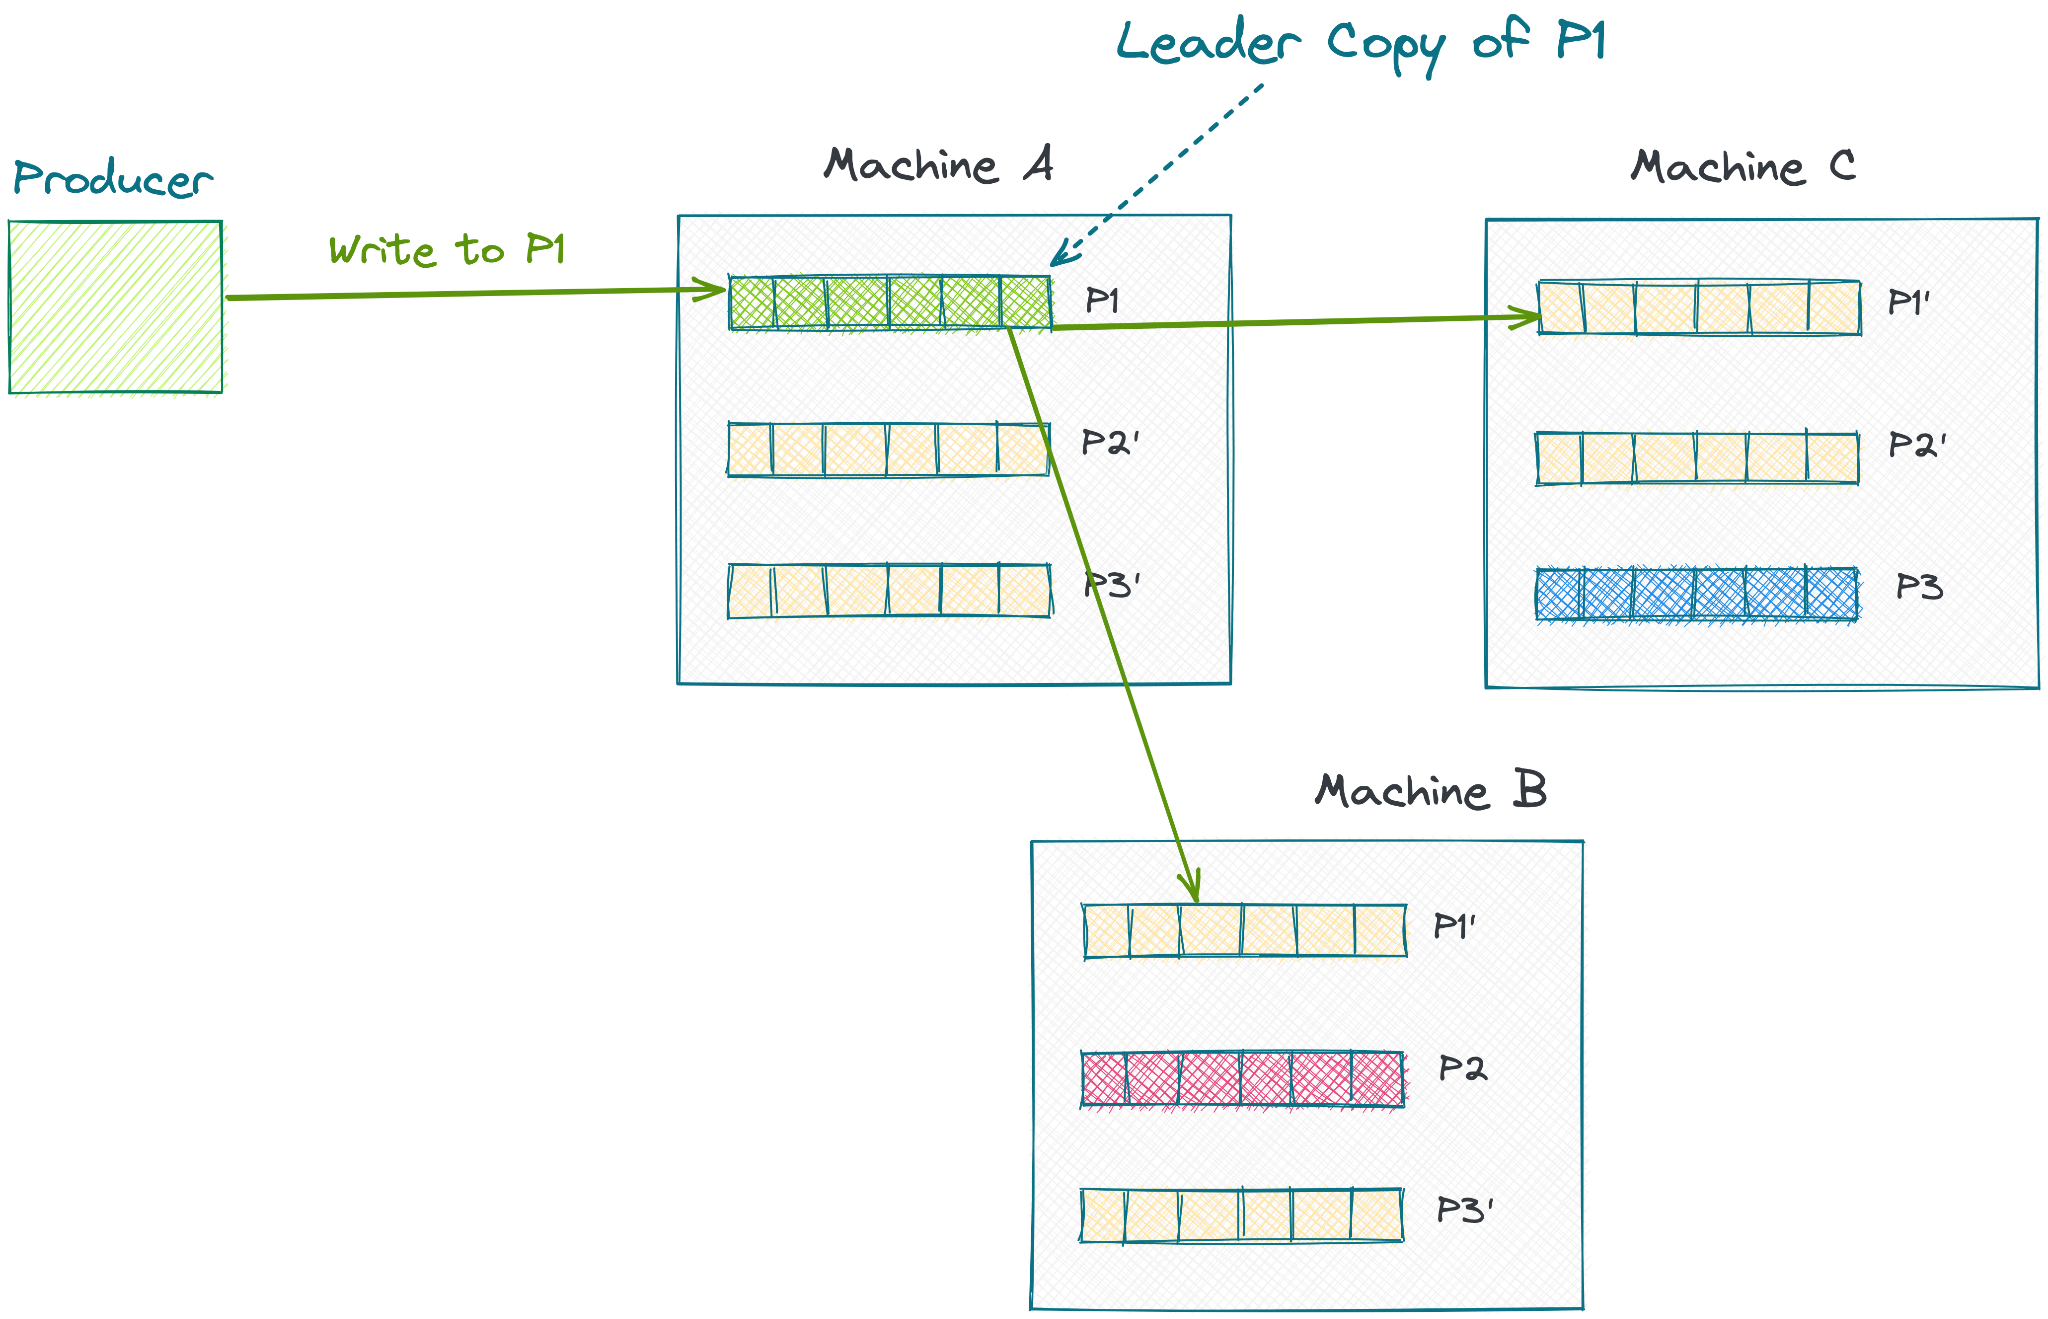 Leader Copy of P1
Producer
Write to P1
Machine A
P1
P2'
P3'
Machine C
P1'
P2'
P3
Machine B
P1'
P2
P3'